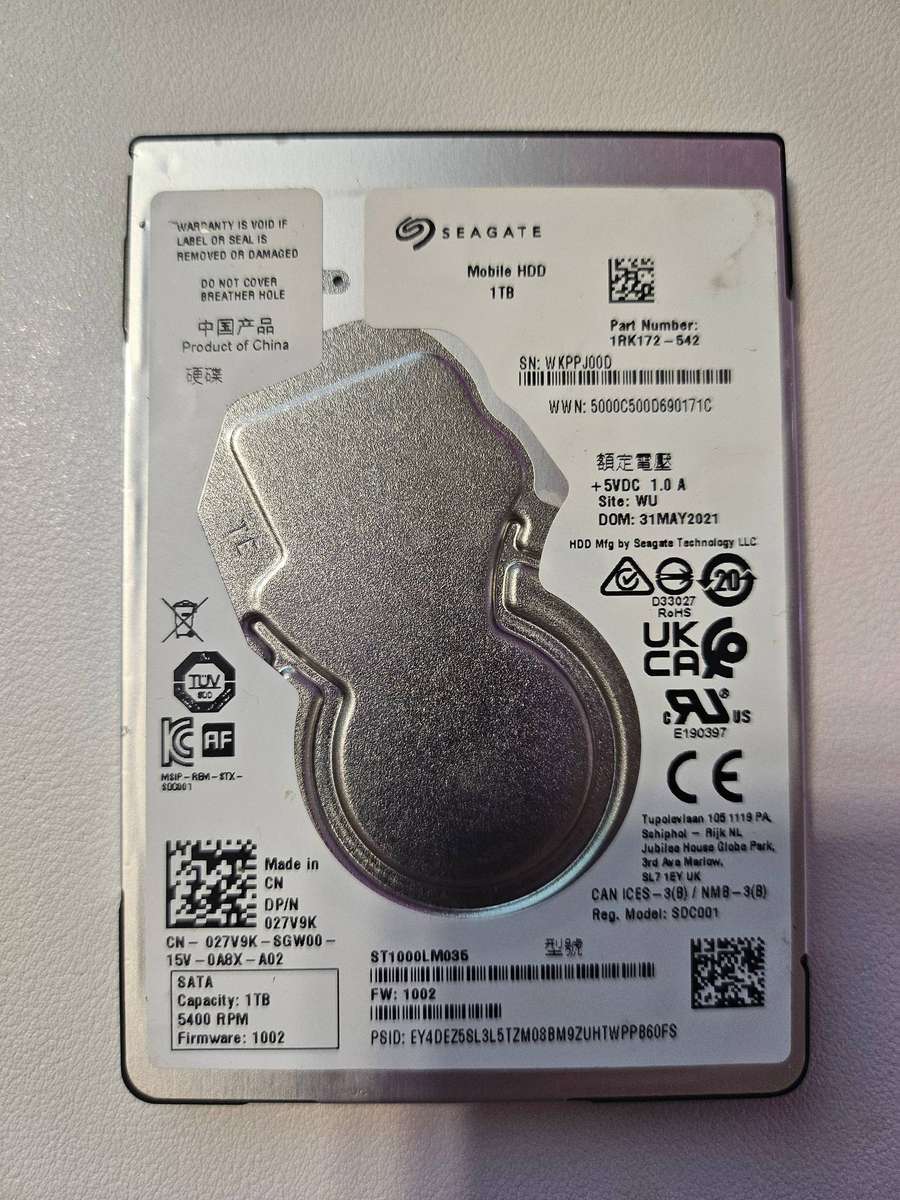 WARRANTY IS VOID IF
LABEL OR SEAL IS
REMOVED OR DAMAGED
DO NOT COVER
BREATHER HOLE
中国产品
Product of China
硬碟
SEAGATE
Mobile HDD
1TB
Part Number:
1RK172-542
SN: WKPPJ00D
WWN: 5000C500D690171C
額定電壓
+5VDC 1.0 A
Site: WU
DOM: 31MAY2021
HDD Mfg by Seagate Technology LLC
20
D33027
RoHS
UK
CA
c RU® US
E190397
CE
Tupolevlaan 105 1119 PA,
Schiphol - Rijk NL
Jubilee House Globe Park,
3rd Ave Marlow,
SL7 1EY UK
CAN ICES-3(B) / NMB-3(B)
Reg. Model: SDC001
TÜV
SÜD
KC AF
MSIP-REM-STX-
SDC001
Made in
CN
DP/N
027V9K
CN- 027V9K-SGW00-
15V-0A8X-A02
SATA
Capacity: 1TB
5400 RPM
Firmware: 1002
ST1000LM035 型號
FW: 1002
PSID: EY4DEZ5SL3L5TZM08BM9ZUHTWPPB60FS